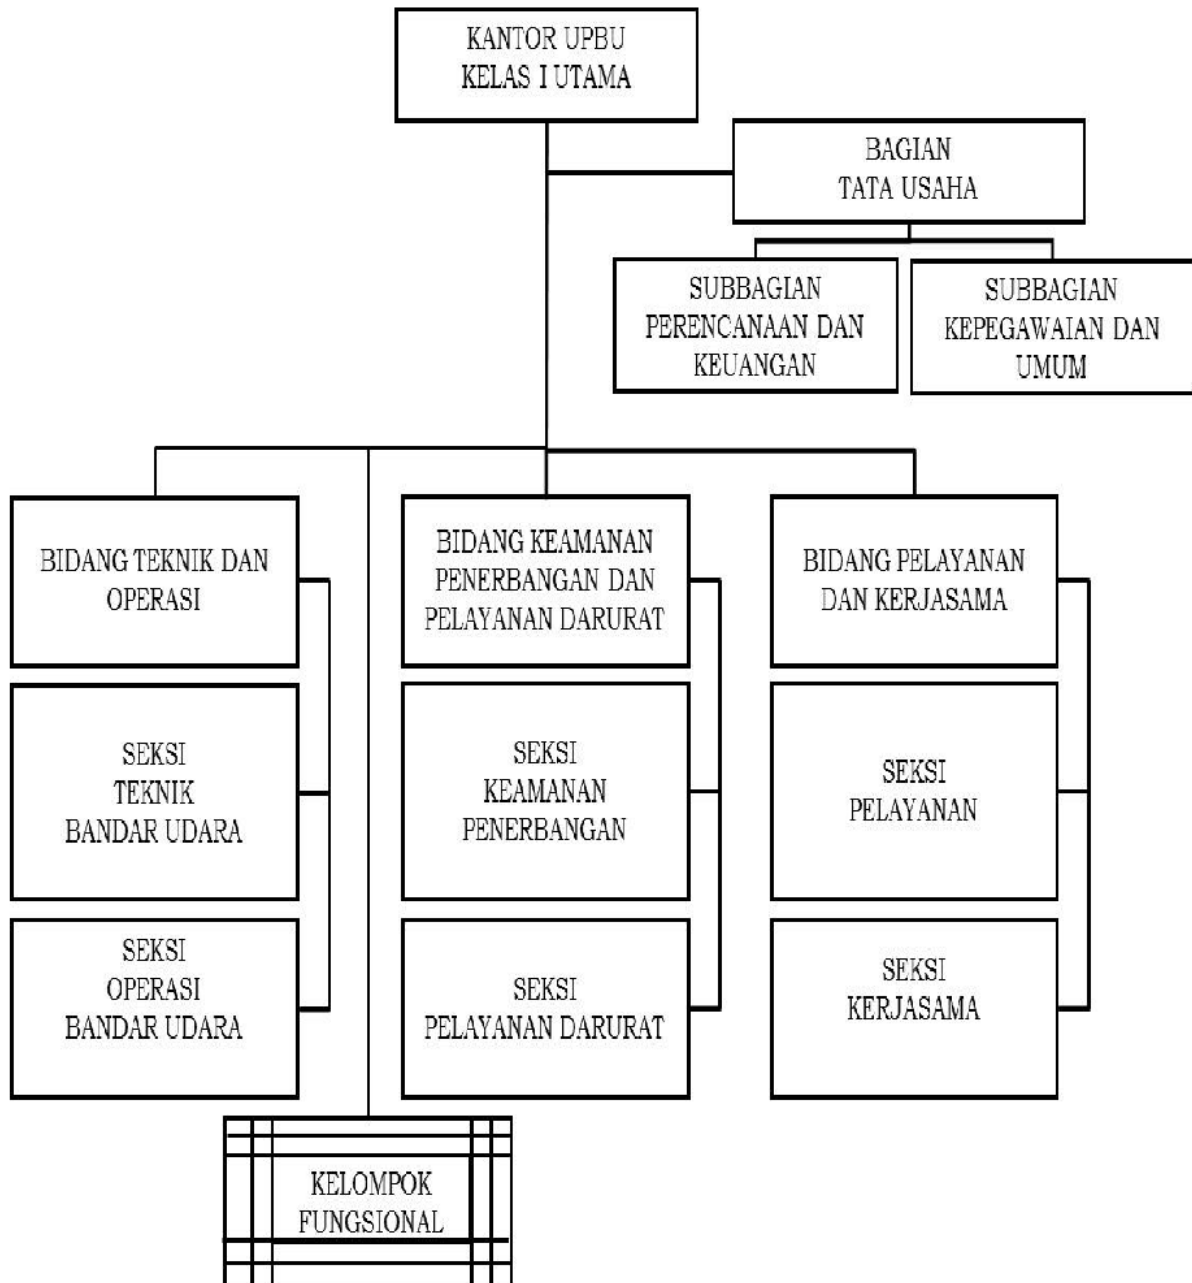 KANTOR UPBU
KELAS I UTAMA
BAGIAN
TATA USAHA
SUBBAGIAN
PERENCANAAN DAN
KEUANGAN
SUBBAGIAN
KEPEGAWAIAN DAN
UMUM
BIDANG TEKNIK DAN
OPERASI
BIDANG KEAMANAN
PENERBANGAN DAN
PELAYANAN DARURAT
BIDANG PELAYANAN
DAN KERJASAMA
SEKSI
TEKNIK
BANDAR UDARA
SEKSI
KEAMANAN
PENERBANGAN
SEKSI
PELAYANAN
SEKSI
OPERASI
BANDAR UDARA
SEKSI
PELAYANAN DARURAT
SEKSI
KERJASAMA
KELOMPOK
FUNGSIONAL